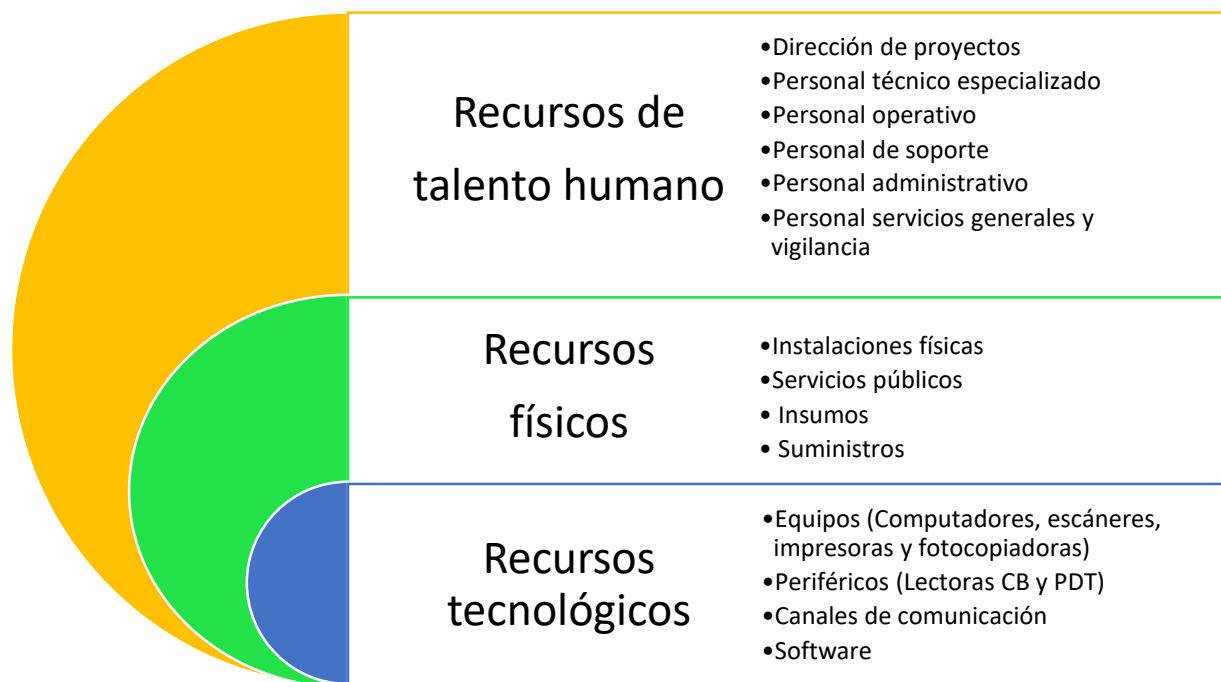 Recursos de
talento humano
•Dirección de proyectos
•Personal técnico especializado
•Personal operativo
•Personal de soporte
•Personal administrativo
•Personal servicios generales y
vigilancia
Recursos
físicos
•Instalaciones físicas
•Servicios públicos
• Insumos
• Suministros
Recursos
tecnológicos
•Equipos (Computadores, escáneres,
impresoras y fotocopiadoras)
•Periféricos (Lectoras CB y PDT)
•Canales de comunicación
•Software